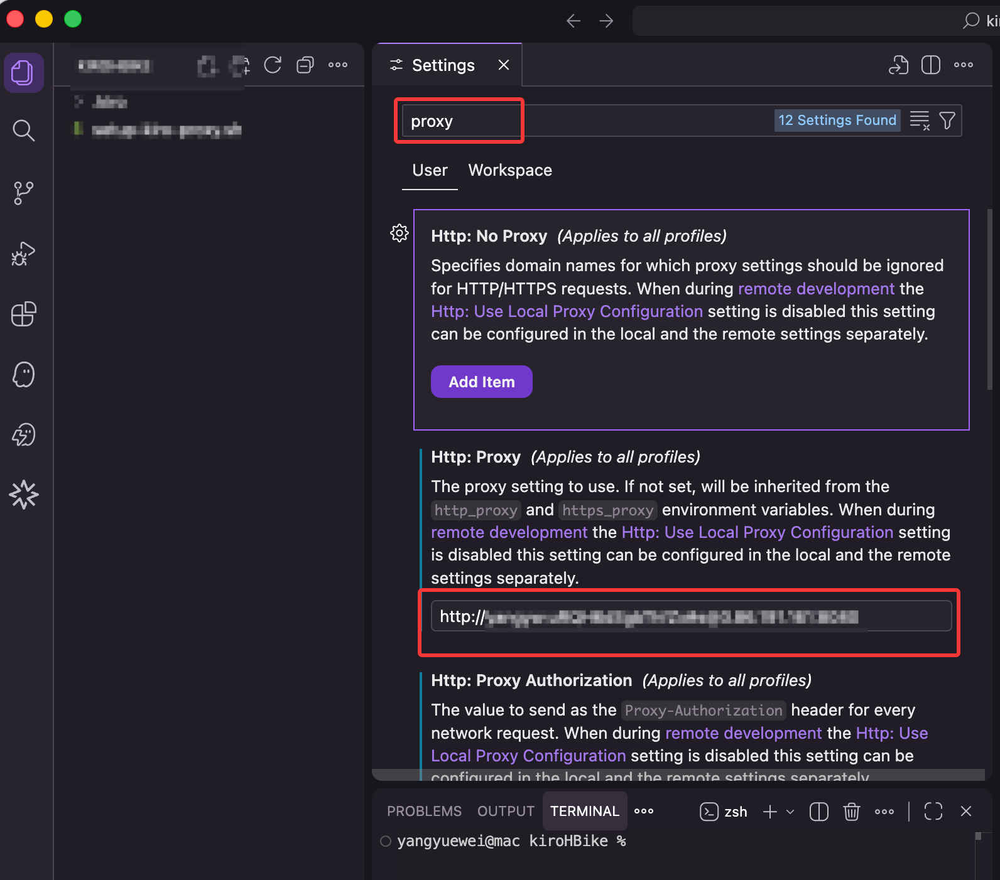 ki
Settings
proxy
12 Settings Found
User
Workspace
Http: No Proxy (Applies to all profiles)
Specifies domain names for which proxy settings should be ignored
for HTTP/HTTPS requests. When during remote development the
Http: Use Local Proxy Configuration setting is disabled this setting
can be configured in the local and the remote settings separately.
Add Item
Http: Proxy (Applies to all profiles)
The proxy setting to use. If not set, will be inherited from the
http_proxy and https_proxy environment variables. When during
remote development the Http: Use Local Proxy Configuration setting
is disabled this setting can be configured in the local and the remote
settings separately.
http://
Http: Proxy Authorization (Applies to all profiles)
The value to send as the Proxy-Authorization header for every
network request. When during remote development the Http: Use
Local Proxy Configuration setting is disabled this setting can be
configured in the local and the remote settings separately.
PROBLEMS
OUTPUT
TERMINAL
zsh
yangyuewei@mac kiroHBike %